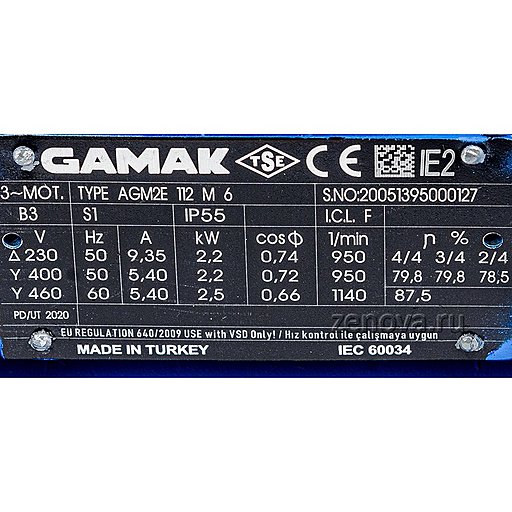 GAMAK TSE CE IE2
3~MOT. TYPE AGM2E 112 M 6 S.NO:20051395000127
B3 S1 IP55 I.C.L. F
V Hz A kW cosϕ 1/min η %
Δ 230 50 9,35 2,2 0,74 950 4/4 3/4 2/4
Y 400 50 5,40 2,2 0,72 950 79,8 79,8 78,5
Y 460 60 5,40 2,5 0,66 1140 87,5
PD/UT 2020
zenova.ru
EU REGULATION 640/2009 USE with VSD Only! / Hız kontrol ile çalişmaya uygun
MADE IN TURKEY IEC 60034